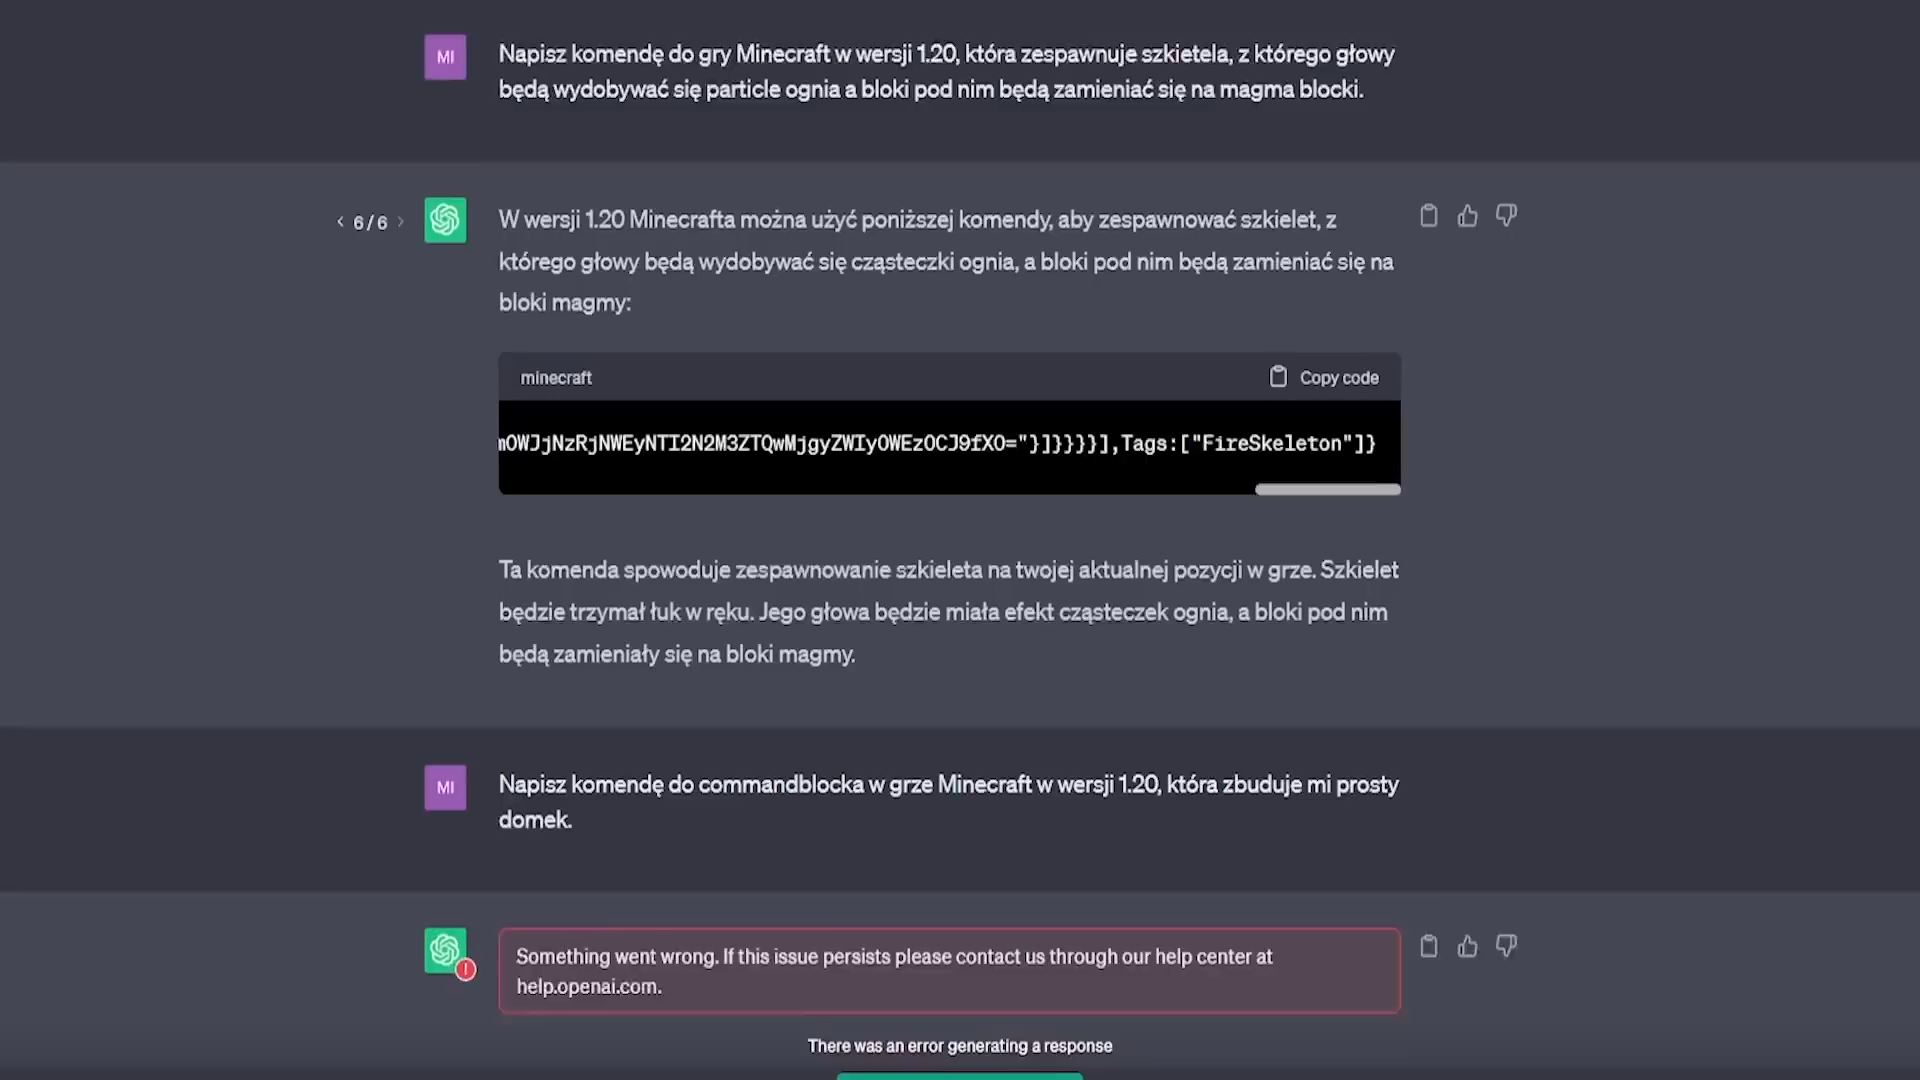 MI
Napisz komendę do gry Minecraft w wersji 1.20, która zespawnuje szkietela, z którego głowy
będą wydobywać się particle ognia a bloki pod nim będą zamieniać się na magma blocki.
< 6 / 6 >
W wersji 1.20 Minecrafta można użyć poniższej komendy, aby zespawnować szkielet, z
którego głowy będą wydobywać się cząsteczki ognia, a bloki pod nim będą zamieniać się na
bloki magmy:
minecraft
Copy code
OWJjNzRjNWEyNTI2N2M3ZTQwMjgyZWIyOWEzOCJ9fX0="}]}}}}],Tags:["FireSkeleton"]}
Ta komenda spowoduje zespawnowanie szkieleta na twojej aktualnej pozycji w grze. Szkielet
będzie trzymał łuk w ręku. Jego głowa będzie miała efekt cząsteczek ognia, a bloki pod nim
będą zamieniały się na bloki magmy.
MI
Napisz komendę do commandblocka w grze Minecraft w wersji 1.20, która zbuduje mi prosty
domek.
Something went wrong. If this issue persists please contact us through our help center at
help.openai.com.
There was an error generating a response